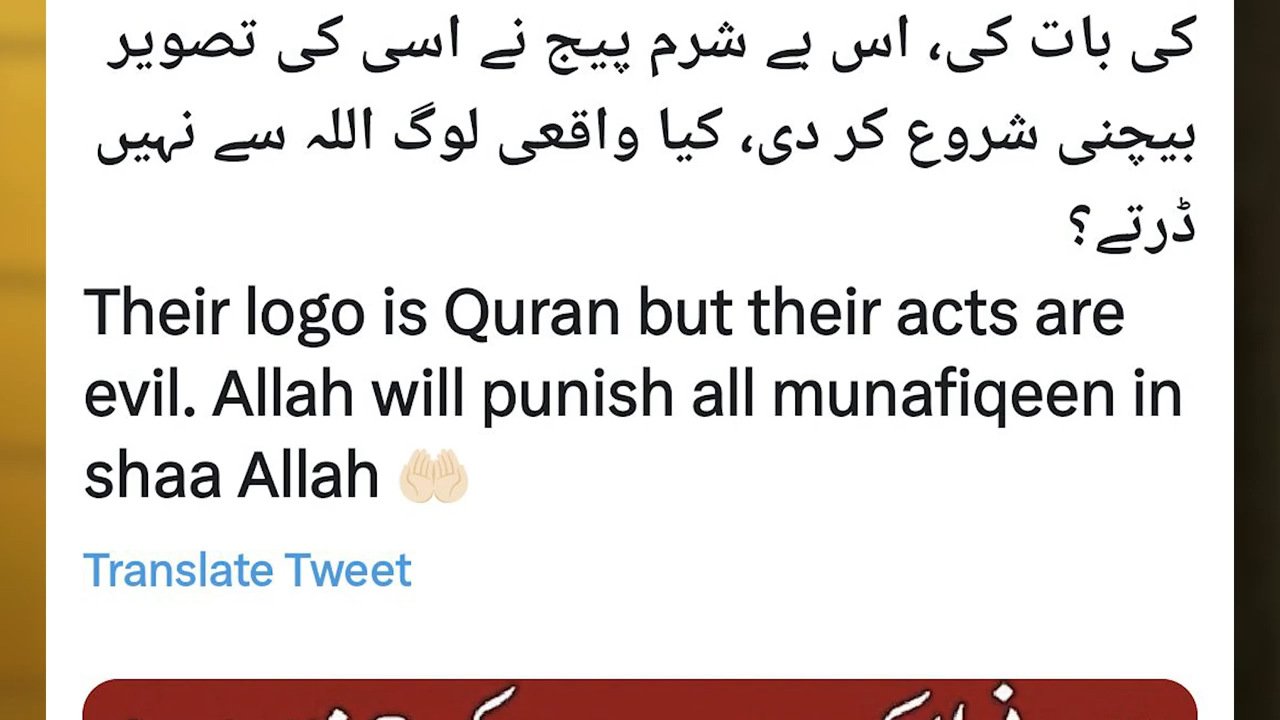 کی بات کی، اس بے شرم پیج نے اسی کی تصویر
بیچنی شروع کر دی، کیا واقعی لوگ اللہ سے نہیں
ڈرتے؟
Their logo is Quran but their acts are
evil. Allah will punish all munafiqeen in
shaa Allah 🤲🏻
Translate Tweet